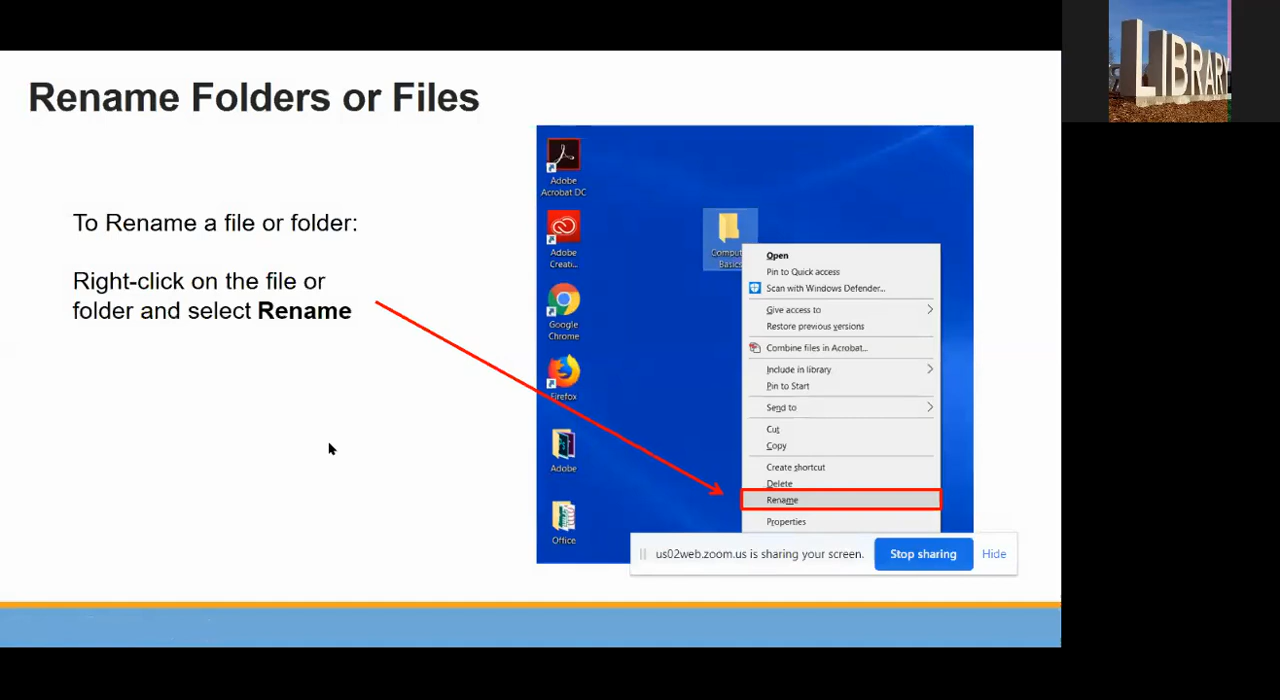 LIBRARY
Rename Folders or Files
To Rename a file or folder:
Right-click on the file or
folder and select Rename
Adobe
Acrobat DC
Adobe
Creati...
Google
Chrome
Firefox
Adobe
Office
Comput
Basics
Open
Pin to Quick access
Scan with Windows Defender...
Give access to
Restore previous versions
Combine files in Acrobat...
Include in library
Pin to Start
Send to
Cut
Copy
Create shortcut
Delete
Rename
Properties
us02web.zoom.us is sharing your screen.
Stop sharing
Hide